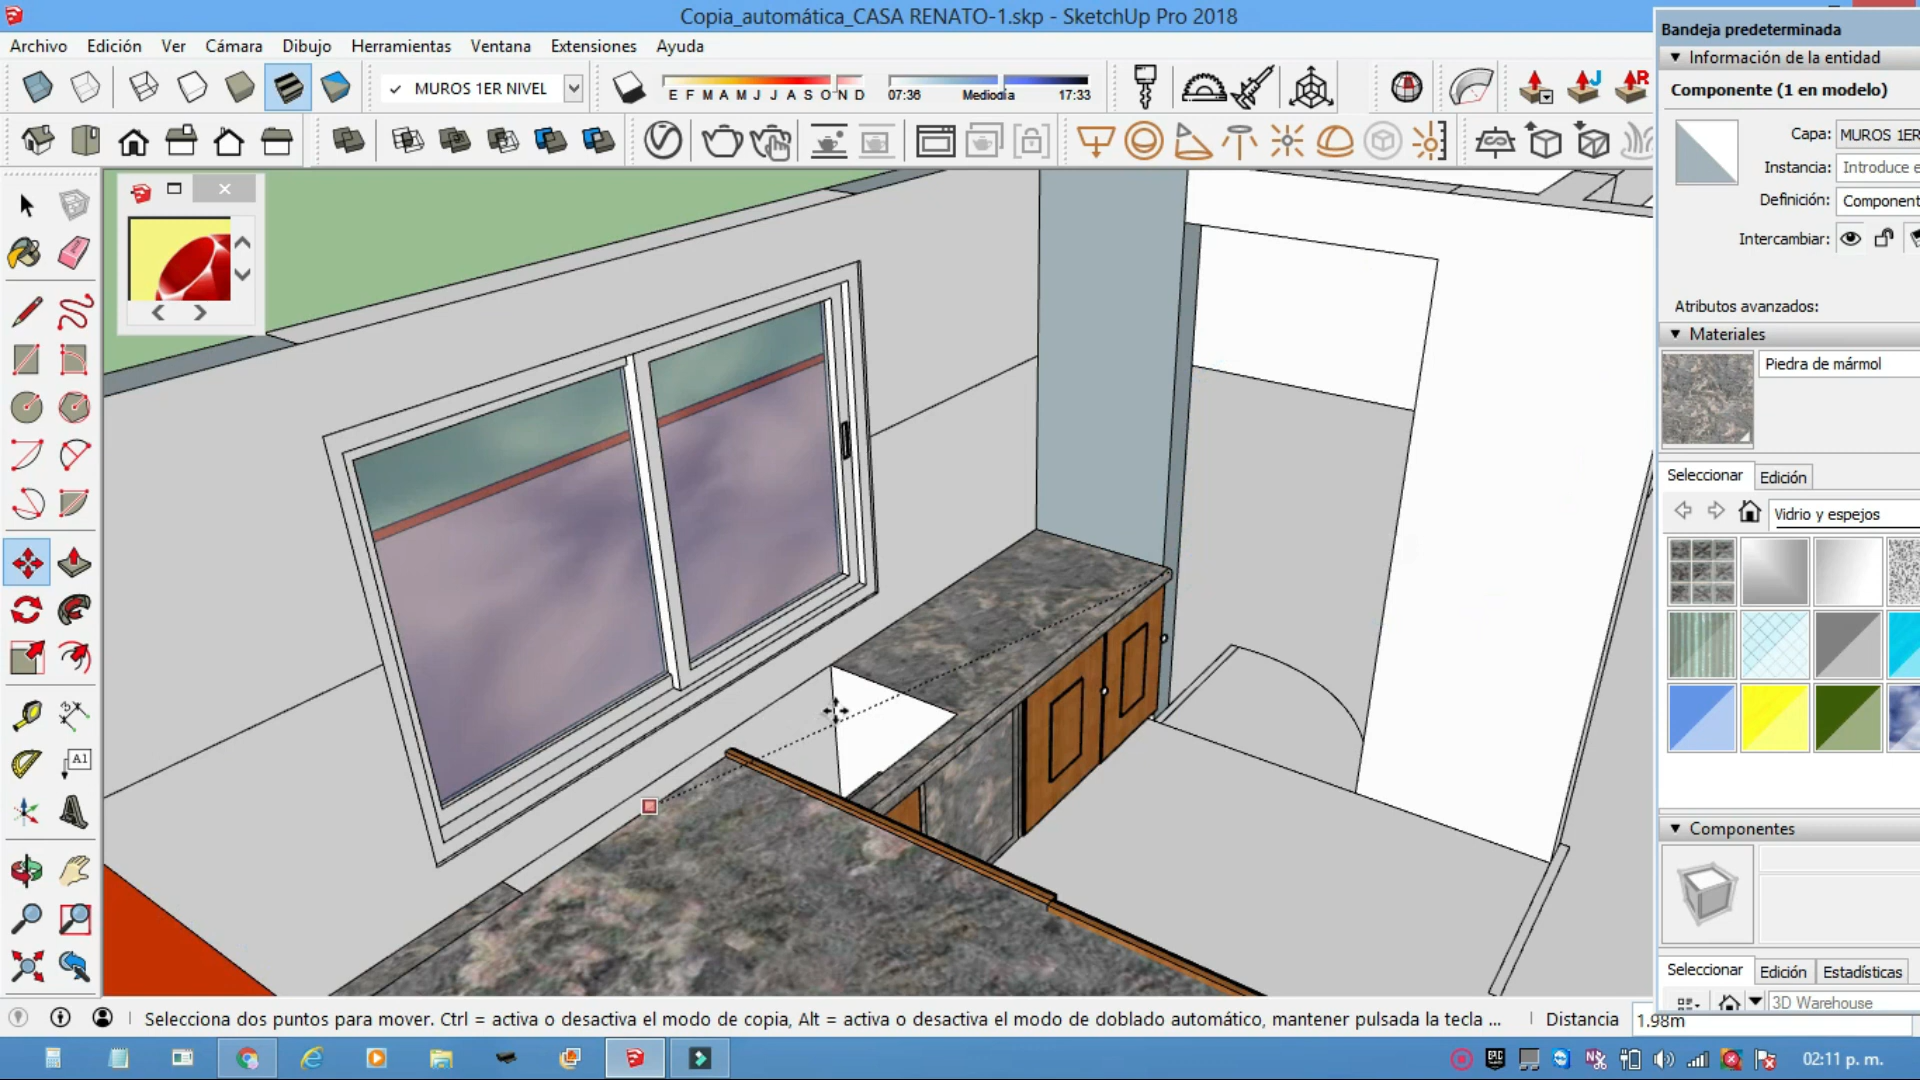 Copia_automática_CASA RENATO-1.skp - SketchUp Pro 2018
Archivo Edición Ver Cámara Dibujo Herramientas Ventana Extensiones Ayuda
MUROS 1ER NIVEL
E F M A M J J A S O N D
07:36 Mediodía 17:33
J
R
Bandeja predeterminada
Información de la entidad
Componente (1 en modelo)
Capa: MUROS 1ER
Instancia: Introduce e
Definición: Component
Intercambiar:
Atributos avanzados:
Materiales
Piedra de mármol
Seleccionar Edición
Vidrio y espejos
A1
Componentes
Seleccionar Edición Estadísticas
3D Warehouse
Selecciona dos puntos para mover. Ctrl = activa o desactiva el modo de copia, Alt = activa o desactiva el modo de doblado automático, mantener pulsada la tecla ... Distancia 1.98m
02:11 p. m.